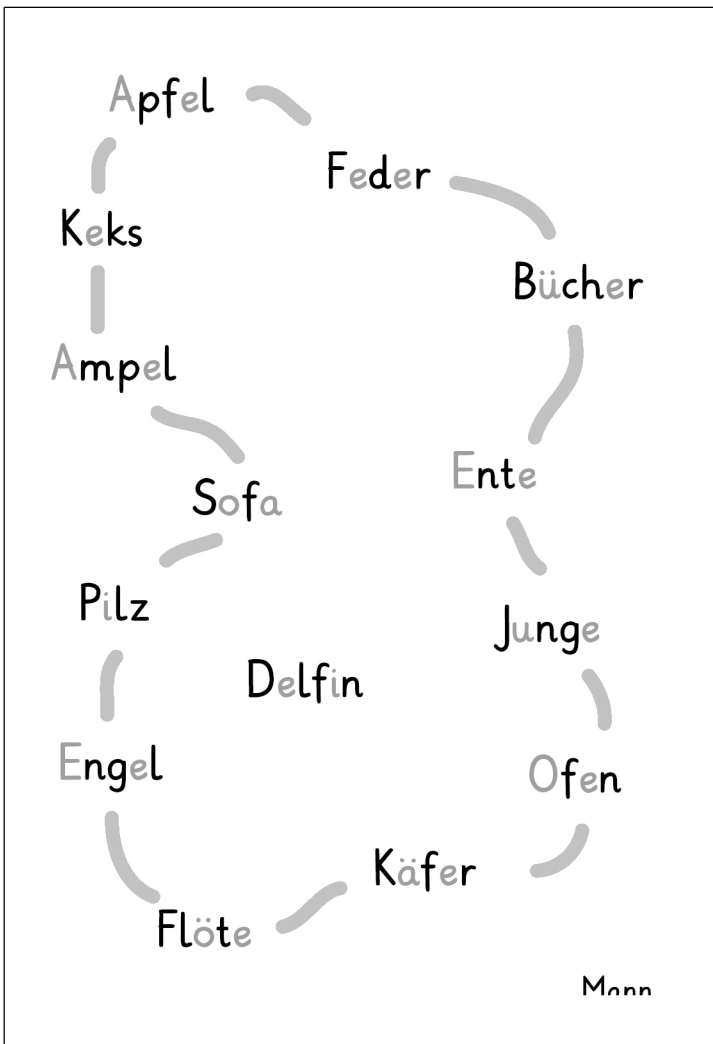 Apfel
Feder
Keks
Bücher
Ampel
Ente
Sofa
Pilz
Junge
Delfin
Engel
Ofen
Käfer
Flöte
Mann